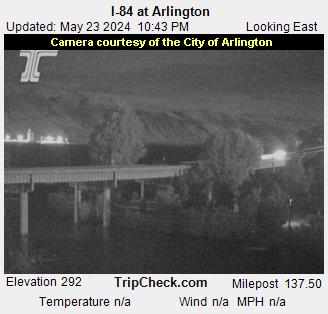 I-84 at Arlington
Updated: May 23 2024 10:43 PM Looking East
Camera courtesy of the City of Arlington
Elevation 292 TripCheck.com Milepost 137.50
Temperature n/a Wind n/a MPH n/a